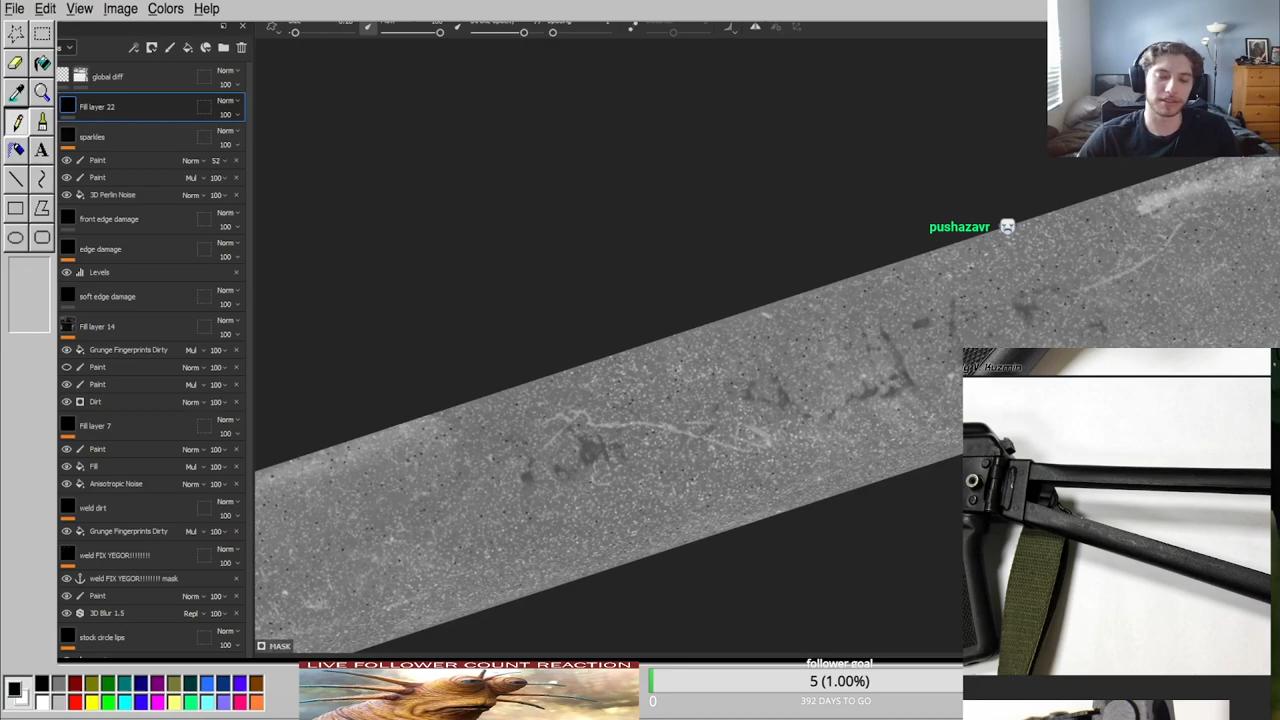 File Edit View Image Colors Help
global diff Norm 100
Fill layer 22 Norm 100
sparkles Norm 100
Paint Norm 52
Paint Mul 100
3D Perlin Noise Norm 100
front edge damage Norm 100
edge damage Norm 100
Levels
soft edge damage Norm 100
Fill layer 14 Norm 100
Grunge Fingerprints Dirty Mul 100
Paint Mul 100
Paint Mul 100
Dirt Norm 100
Fill layer 7 Norm 100
Paint Norm 100
Fill Mul 100
Anisotropic Noise Norm 100
weld dirt Norm 100
Grunge Fingerprints Dirty Mul 100
weld FIX YEGOR!!!!!!!! Norm 100
weld FIX YEGOR!!!!!!!! mask
Paint Norm 100
3D Blur 1.5 Repl 100
stock circle lips Norm 100
MASK
pushazavr
Kuzmin
LIVE FOLLOWER COUNT REACTION
follower goal
5 (1.00%)
0
392 DAYS TO GO